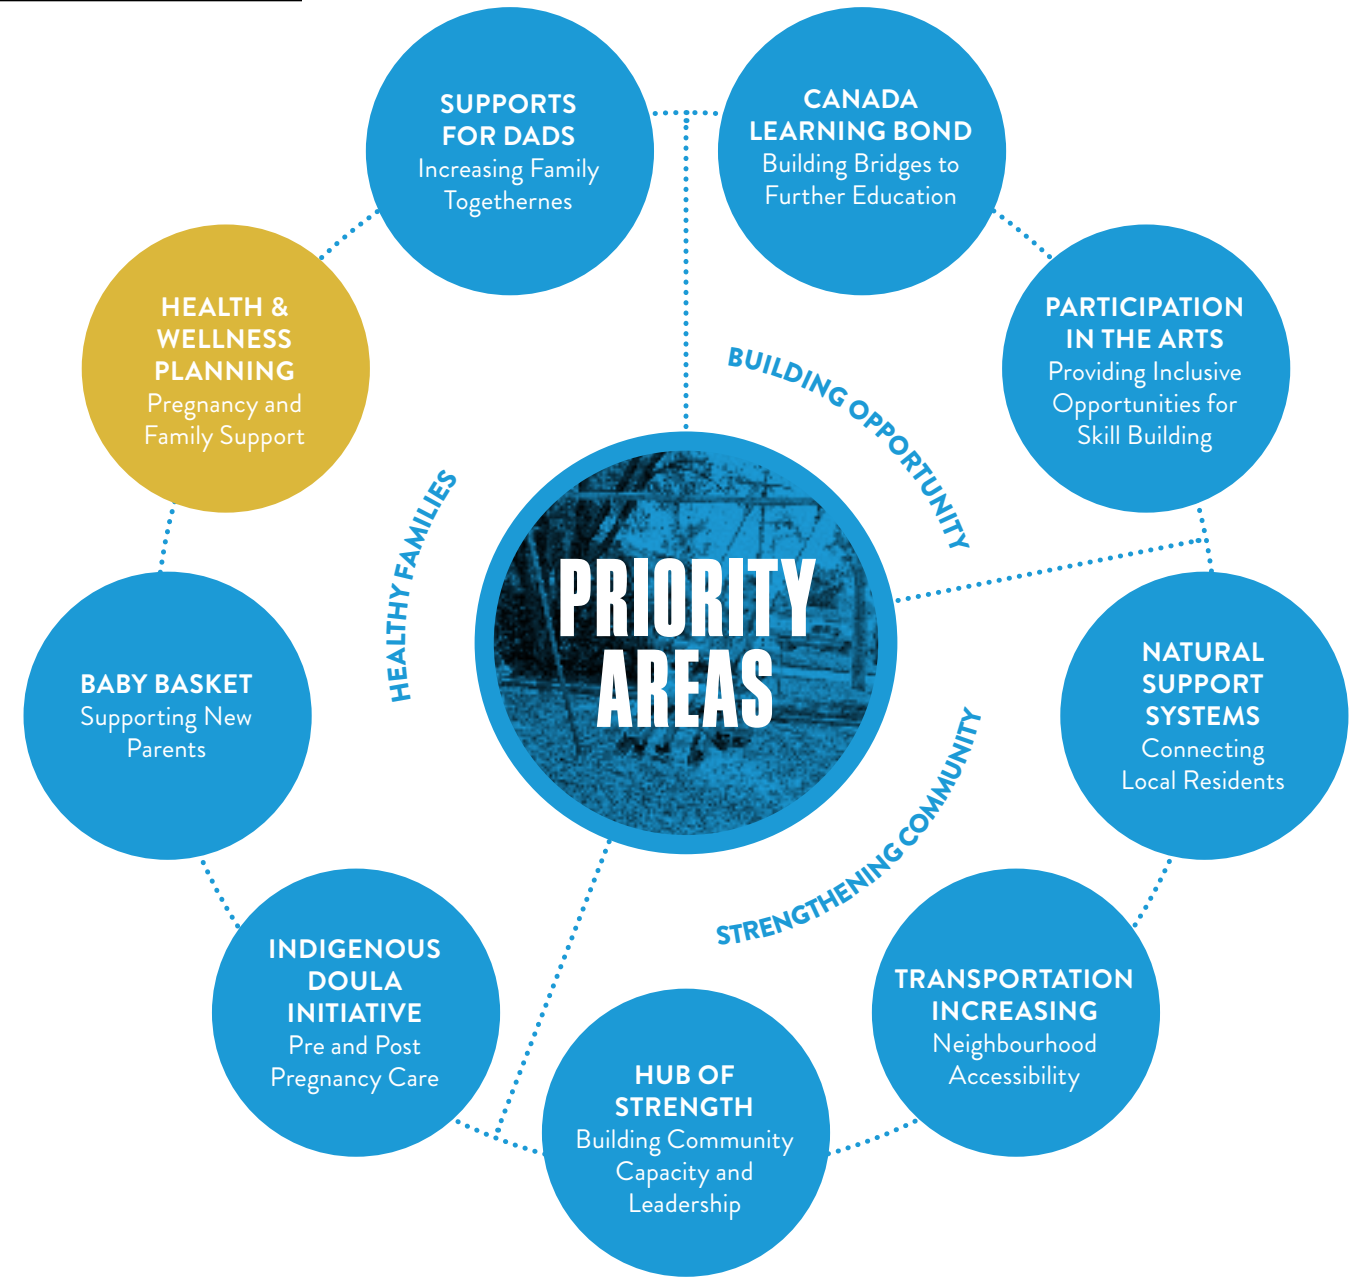 SUPPORTS
FOR DADS
Increasing Family
Togethernes
CANADA
LEARNING BOND
Building Bridges to
Further Education
HEALTH &
WELLNESS
PLANNING
Pregnancy and
Family Support
PARTICIPATION
IN THE ARTS
Providing Inclusive
Opportunities for
Skill Building
BUILDING OPPORTUNITY
HEALTHY FAMILIES
PRIORITY
AREAS
STRENGTHENING COMMUNITY
BABY BASKET
Supporting New
Parents
NATURAL
SUPPORT
SYSTEMS
Connecting
Local Residents
INDIGENOUS
DOULA
INITIATIVE
Pre and Post
Pregnancy Care
TRANSPORTATION
INCREASING
Neighbourhood
Accessibility
HUB OF
STRENGTH
Building Community
Capacity and
Leadership